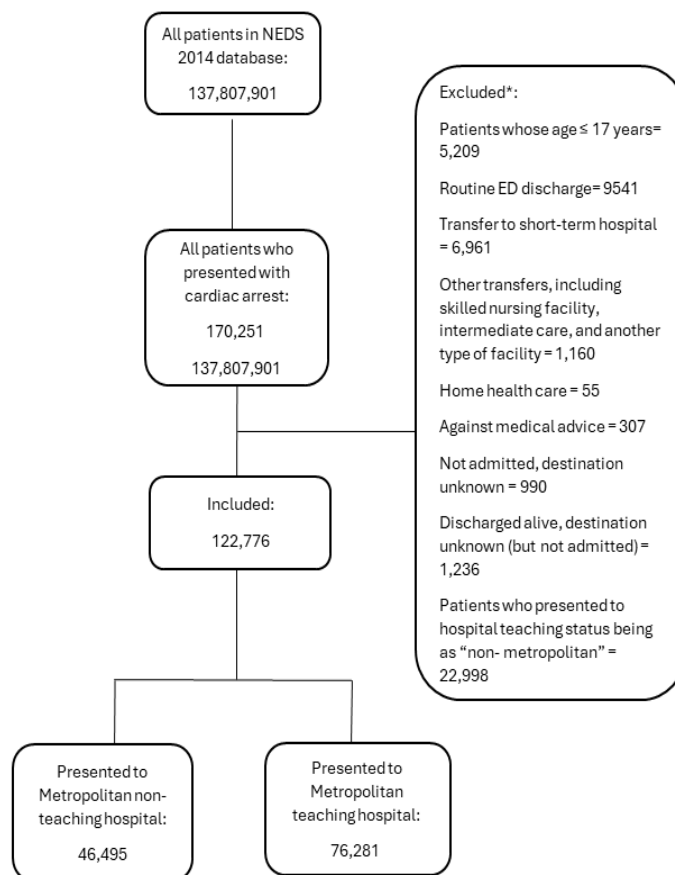 All patients in NEDS
2014 database:
137,807,901
All patients who
presented with
cardiac arrest:
170,251
137,807,901
Excluded*:
Patients whose age ≤ 17 years=
5,209
Routine ED discharge= 9541
Transfer to short-term hospital
= 6,961
Other transfers, including
skilled nursing facility,
intermediate care, and another
type of facility = 1,160
Home health care = 55
Against medical advice = 307
Not admitted, destination
unknown = 990
Discharged alive, destination
unknown (but not admitted) =
1,236
Patients who presented to
hospital teaching status being
as “non- metropolitan” =
22,998
Included:
122,776
Presented to
Metropolitan non-
teaching hospital:
46,495
Presented to
Metropolitan
teaching hospital:
76,281